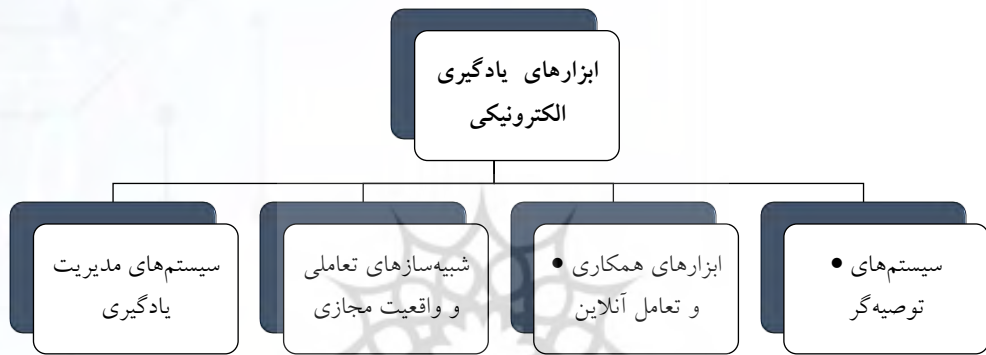 ابزارهای یادگیری
الکترونیکی
سیستم‌های •
توصیه‌گر
ابزارهای همکاری •
و تعامل آنلاین
شبیه‌سازهای تعاملی
و واقعیت مجازی
سیستم‌های مدیریت
یادگیری